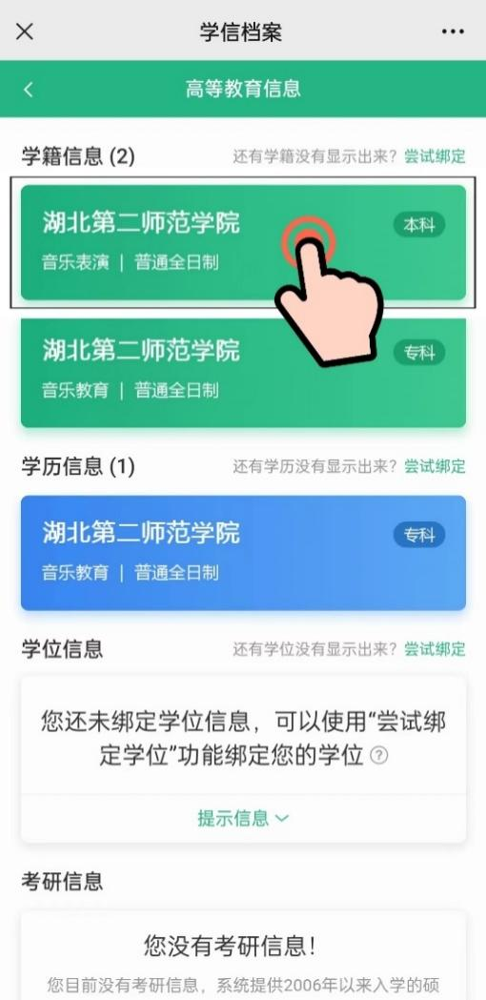 学信档案
高等教育信息
学籍信息 (2) 还有学籍没有显示出来？尝试绑定
湖北第二师范学院 本科
音乐表演 | 普通全日制
湖北第二师范学院 专科
音乐教育 | 普通全日制
学历信息 (1) 还有学历没有显示出来？尝试绑定
湖北第二师范学院 专科
音乐教育 | 普通全日制
学位信息 还有学位没有显示出来？尝试绑定
您还未绑定学位信息，可以使用“尝试绑
定学位”功能绑定您的学位 ?
提示信息
考研信息
您没有考研信息！
您目前没有考研信息，系统提供2006年以来入学的硕